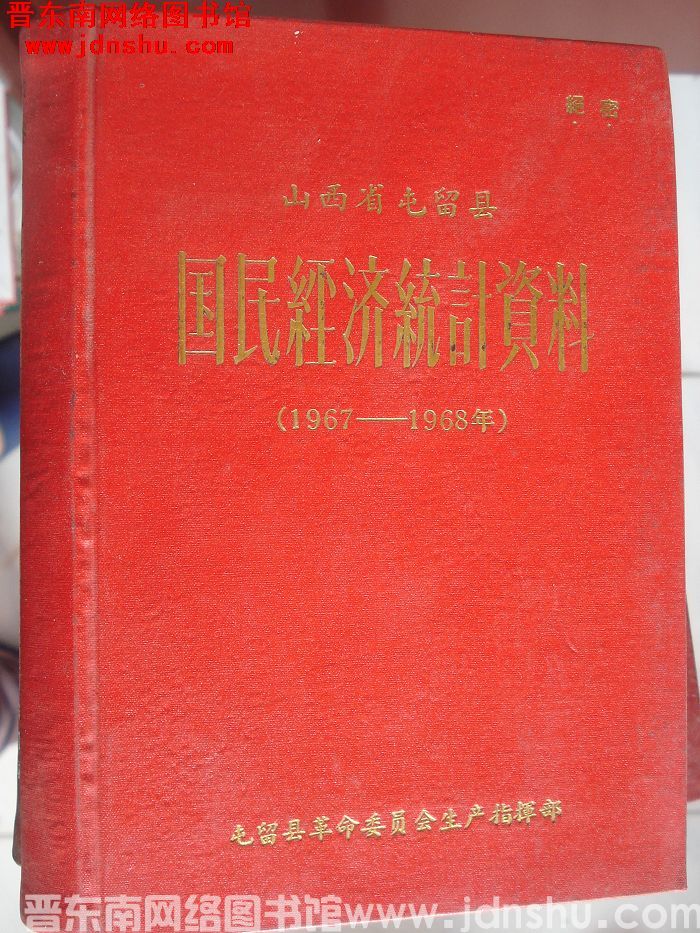 晋东南网络图书馆
www.jdnshu.com
絕密
山西省屯留县
国民經济統計資料
(1967——1968年)
屯留县革命委员会生产指揮部
晋东南网络图书馆www.jdnshu.com